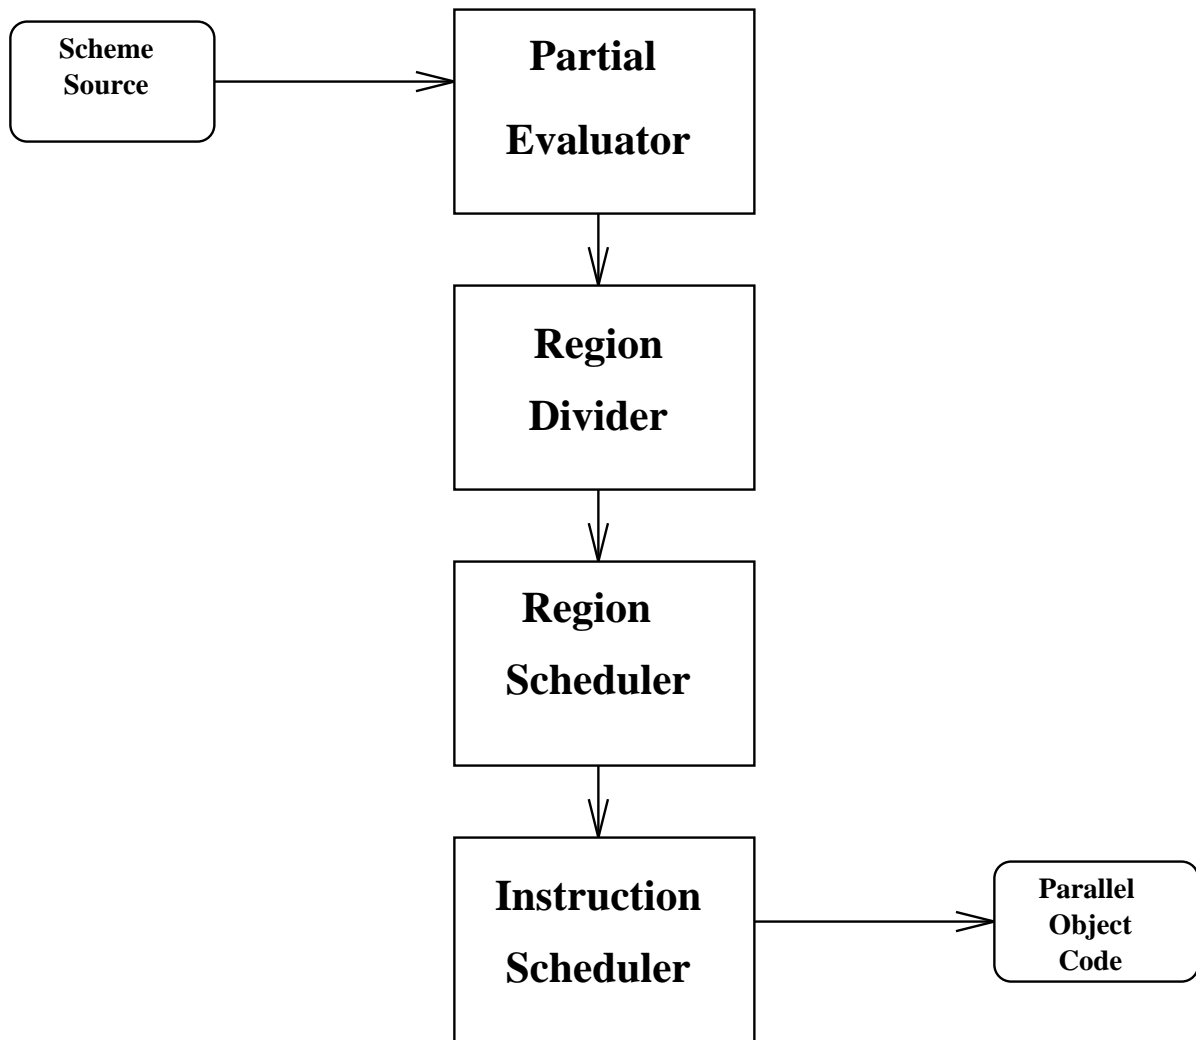 Scheme
Source
Partial
Evaluator
Region
Divider
Region
Scheduler
Instruction
Scheduler
Parallel
Object
Code